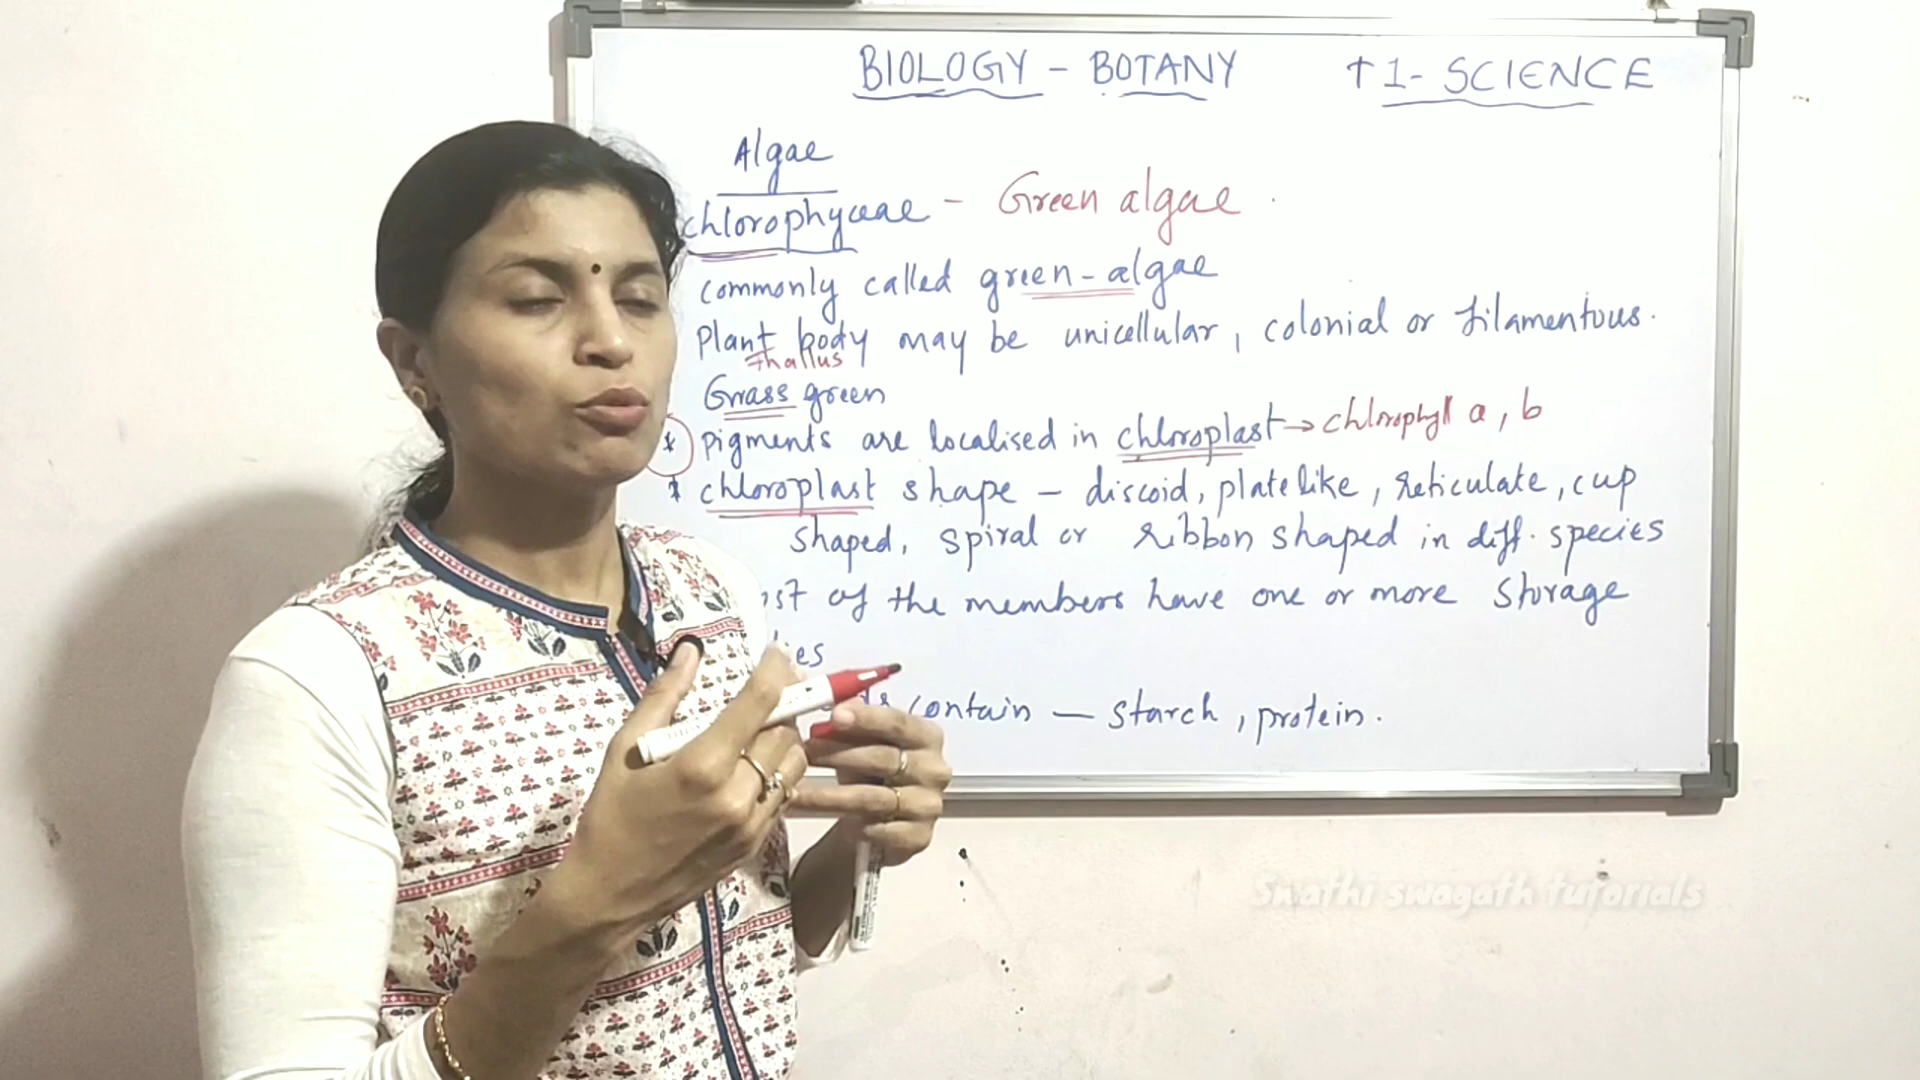 BIOLOGY - BOTANY +1- SCIENCE
Algae
chlorophyceae - Green algae
commonly called green-algae
Plant body may be unicellular, colonial or filamentous.
Thallus
Grass green
* pigments are localised in chloroplast → chlorophyll a, b
* chloroplast shape - discoid, platelike, reticulate, cup
shaped, spiral or ribbon shaped in diff. species
of the members have one or more storage
contain - starch, protein.
Swathi swagath tutorials